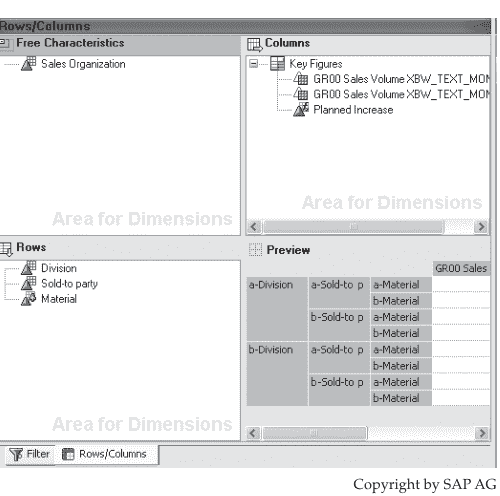 Rows/Columns
Free Characteristics
Sales Organization
Area for Dimensions
Columns
Key Figures
GR00 Sales Volume XBW_TEXT_MON
GR00 Sales Volume XBW_TEXT_MON
Planned Increase
Area for Dimensions
Rows
Division
Sold-to party
Material
Area for Dimensions
Preview
GR00 Sales
a-Division a-Sold-to p a-Material
b-Material
b-Sold-to p a-Material
b-Material
b-Division a-Sold-to p a-Material
b-Material
b-Sold-to p a-Material
b-Material
Filter Rows/Columns
Copyright by SAP AG